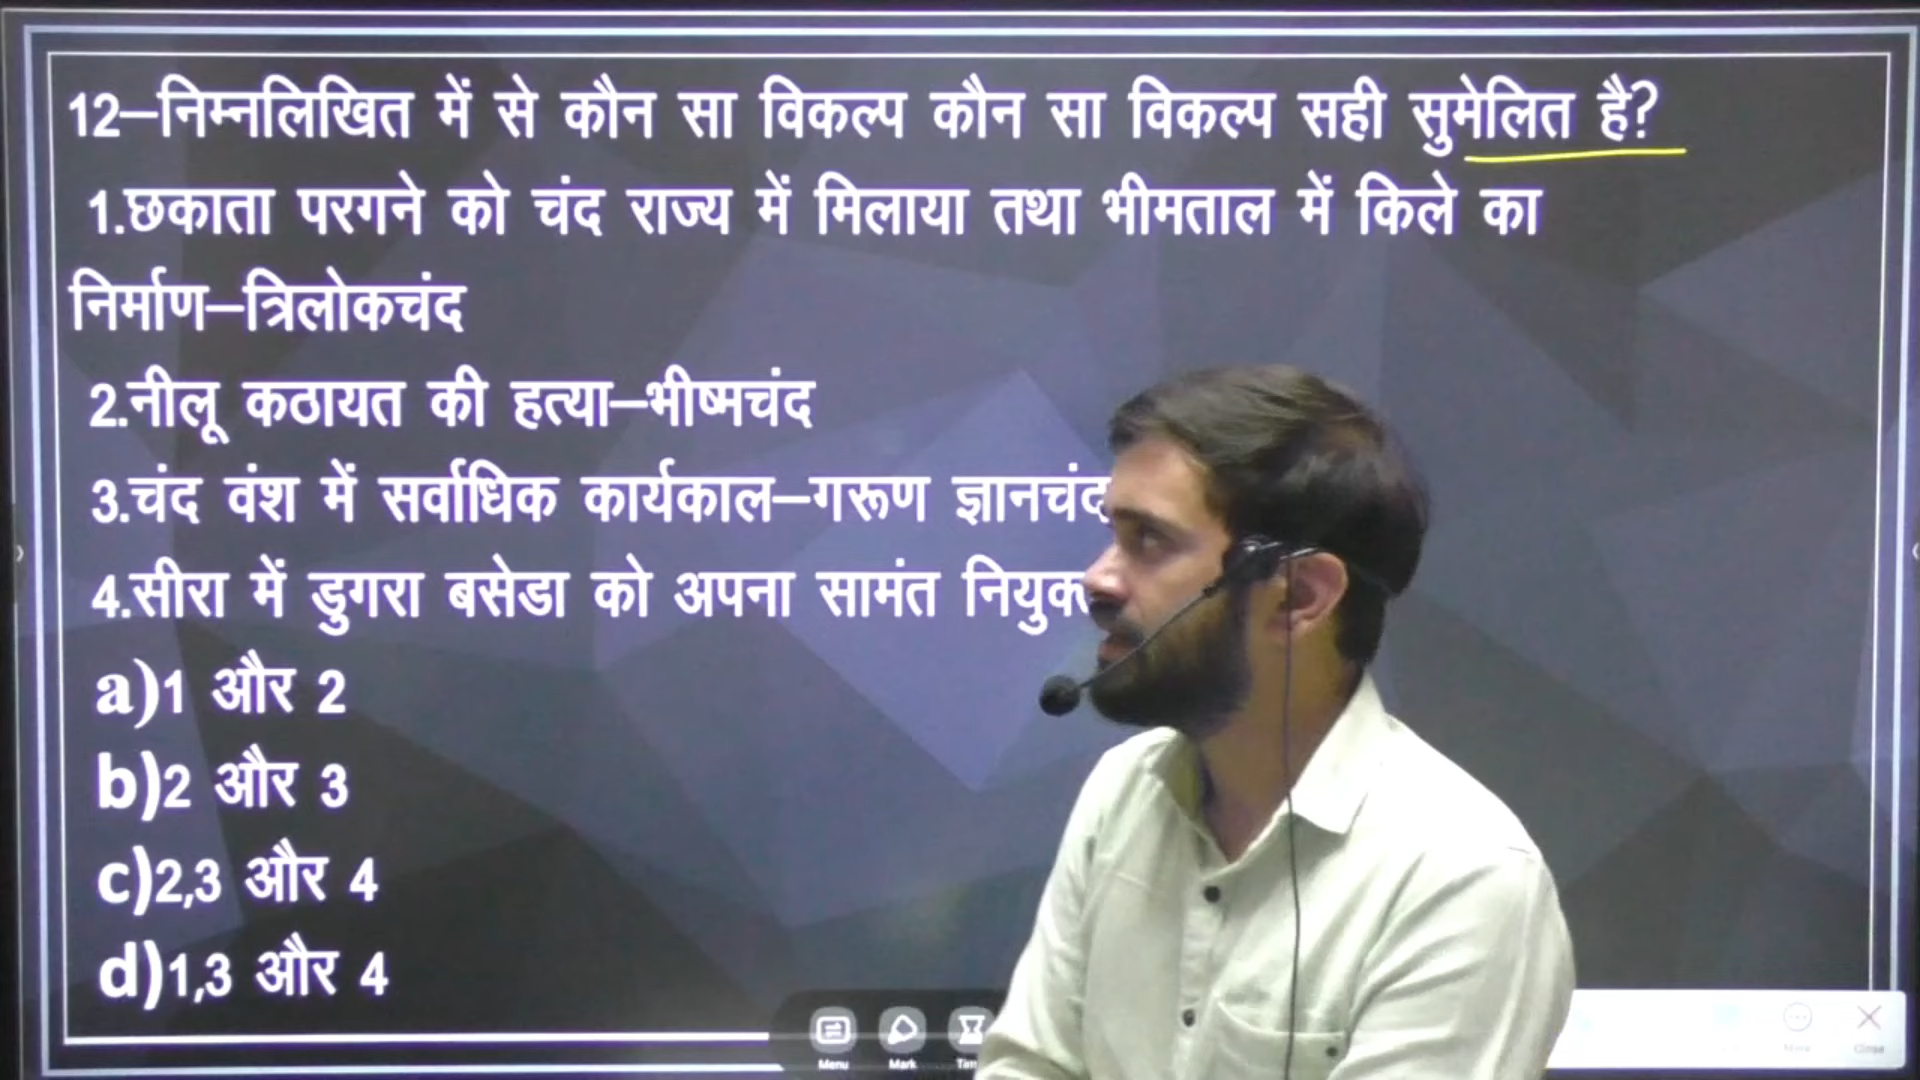 12–निम्नलिखित में से कौन सा विकल्प कौन सा विकल्प सही सुमेलित है?
1.छकाता परगने को चंद राज्य में मिलाया तथा भीमताल में किले का
निर्माण–त्रिलोकचंद
2.नीलू कठायत की हत्या–भीष्मचंद
3.चंद वंश में सर्वाधिक कार्यकाल–गरूण ज्ञानचंद
4.सीरा में डुगरा बसेडा को अपना सामंत
a)1 और 2
b)2 और 3
c)2,3 और 4
d)1,3 और 4
Menu Mark More Close